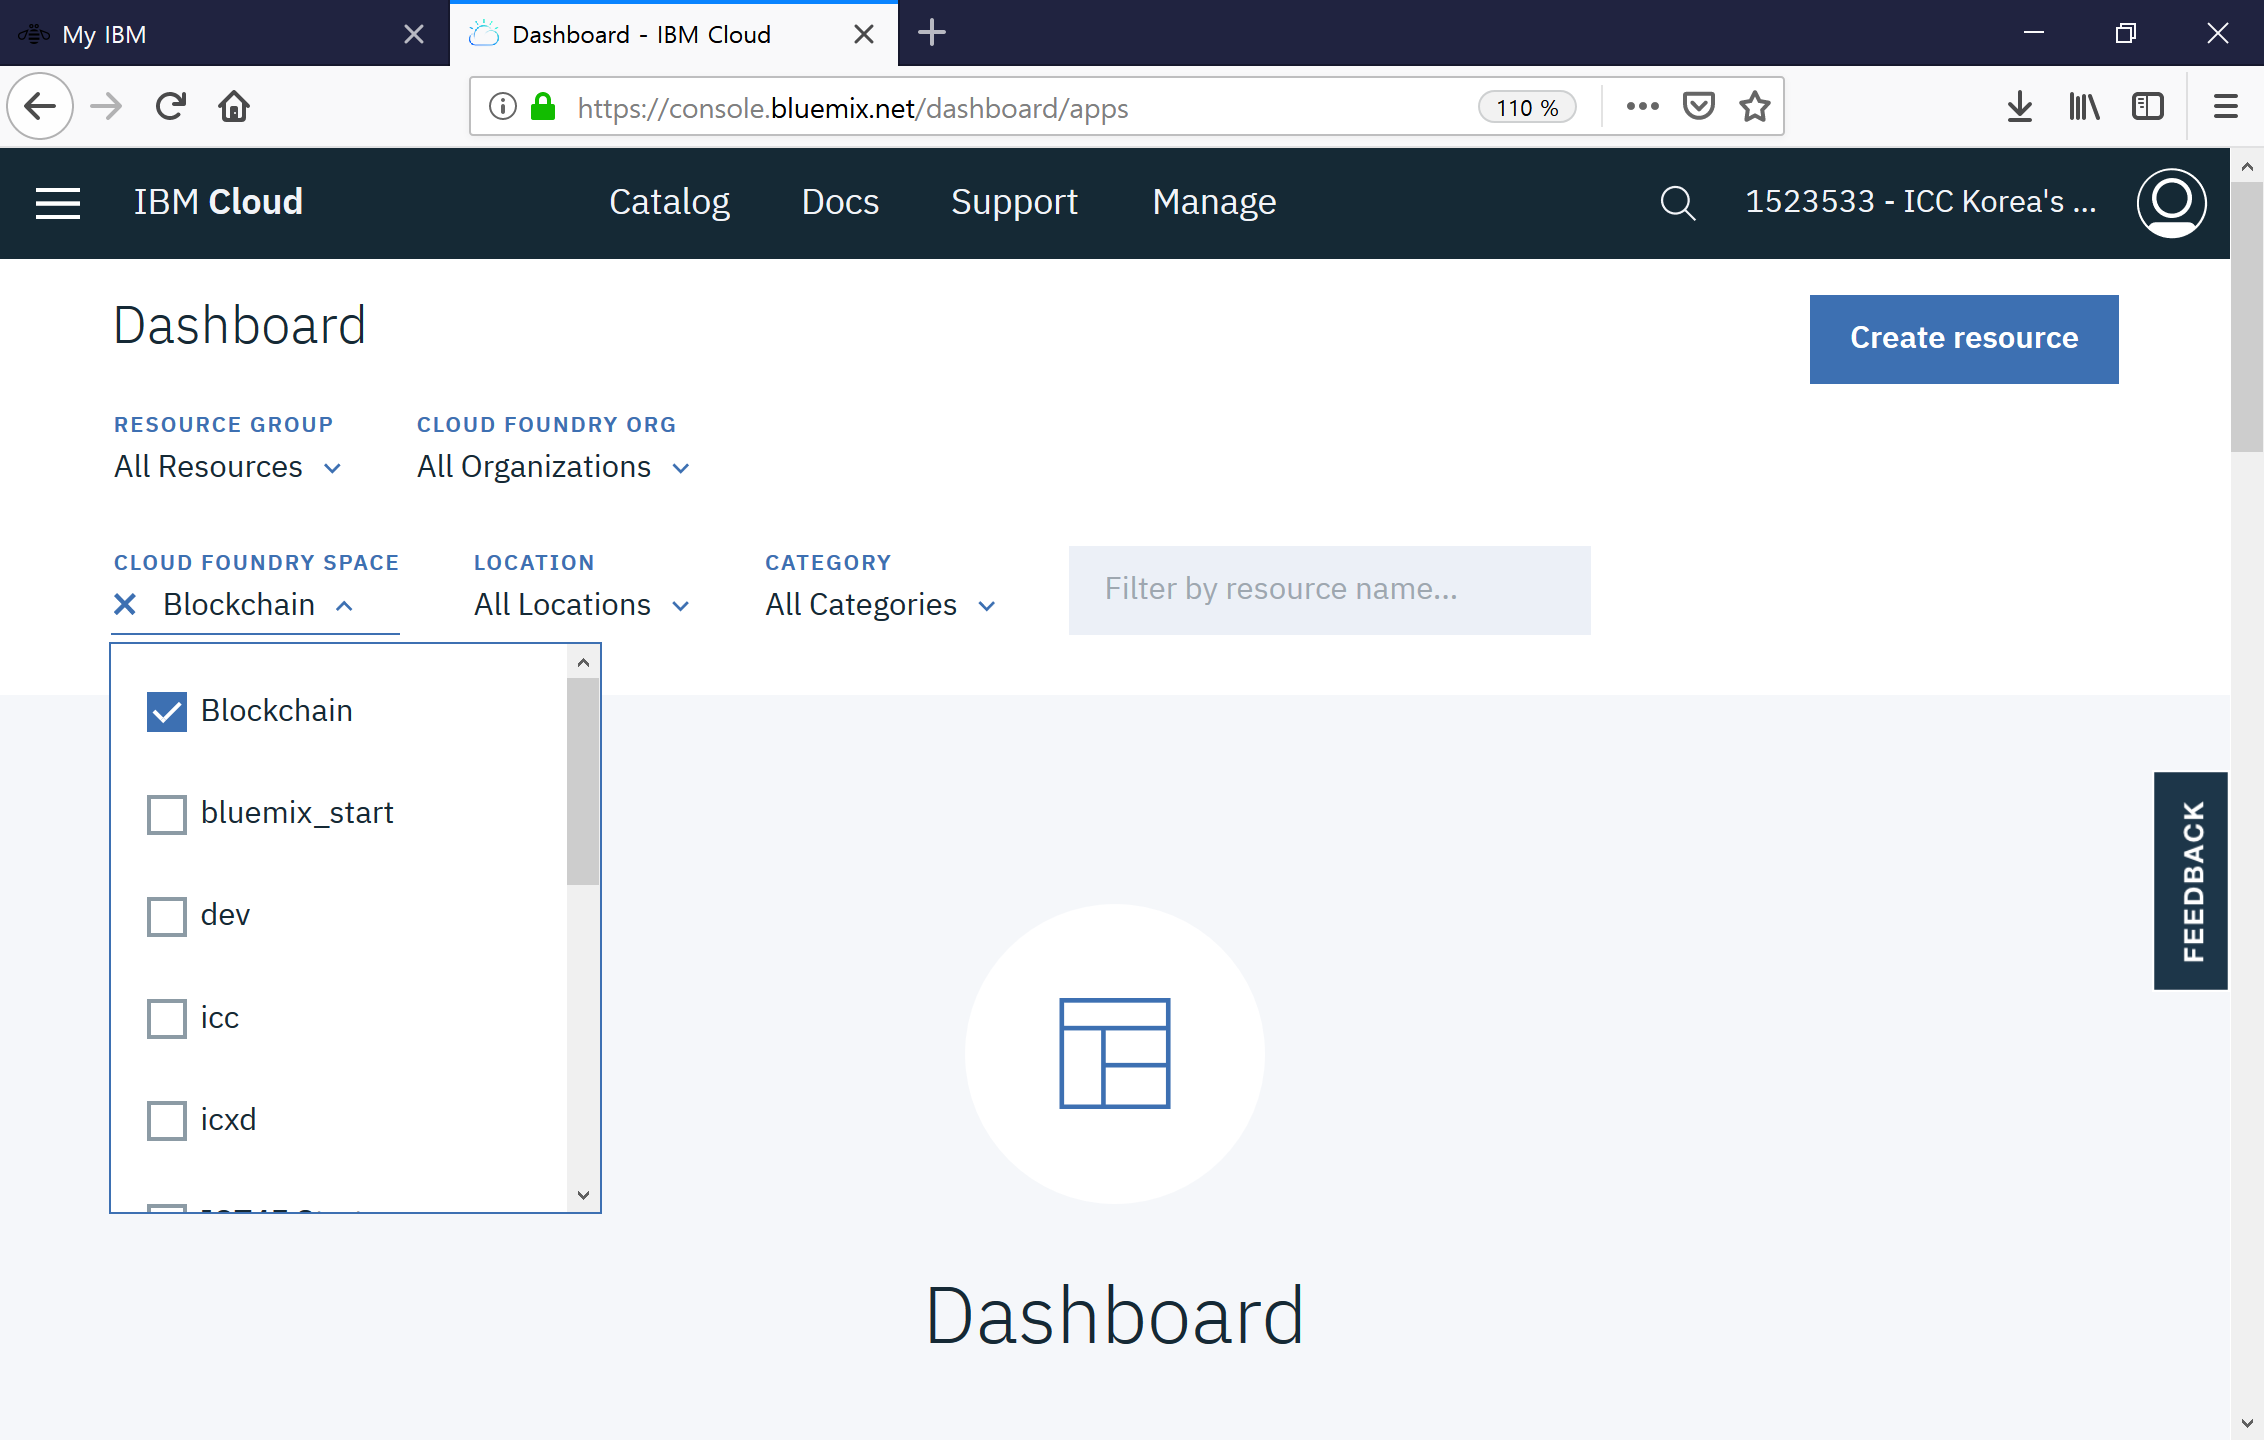 My IBM
Dashboard - IBM Cloud
https://console.bluemix.net/dashboard/apps
110 %
IBM Cloud
Catalog
Docs
Support
Manage
1523533 - ICC Korea's ...
Dashboard
Create resource
RESOURCE GROUP
CLOUD FOUNDRY ORG
All Resources
All Organizations
CLOUD FOUNDRY SPACE
LOCATION
CATEGORY
Blockchain
All Locations
All Categories
Filter by resource name...
Blockchain
bluemix_start
dev
icc
icxd
FEEDBACK
Dashboard